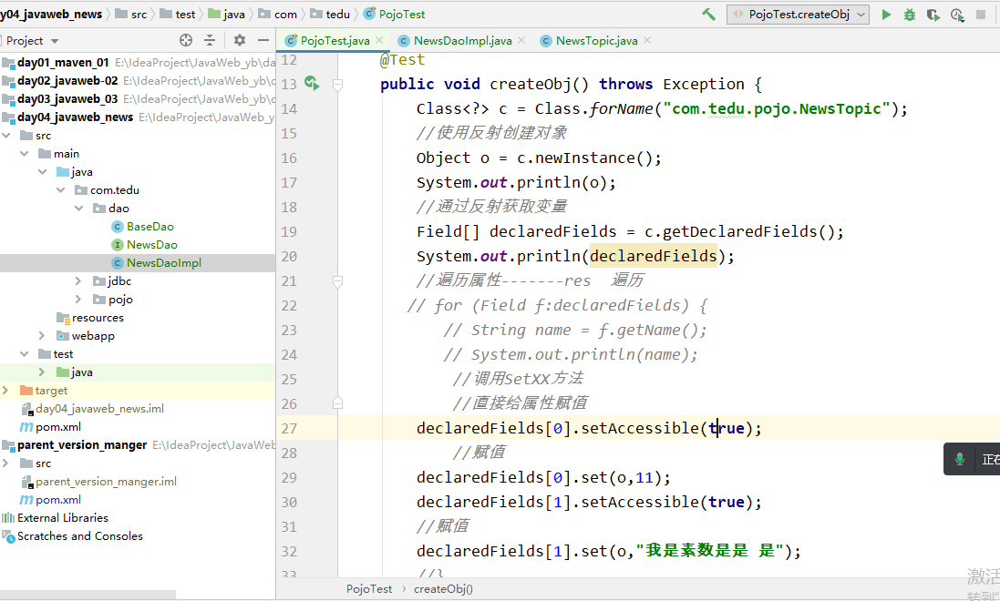 day04_javaweb_news src test java com tedu PojoTest PojoTest.createObj
Project
PojoTest.java NewsDaoImpl.java NewsTopic.java
day01_maven_01 E:\IdeaProject\JavaWeb_yb\da
day02_javaweb-02 E:\IdeaProject\JavaWeb_yb\c
day03_javaweb_03 E:\IdeaProject\JavaWeb_yb\c
day04_javaweb_news E:\IdeaProject\JavaWeb_y
src
main
java
com.tedu
dao
BaseDao
NewsDao
NewsDaoImpl
jdbc
pojo
resources
webapp
test
java
target
day04_javaweb_news.iml
pom.xml
parent_version_manger E:\IdeaProject\JavaWeb
src
parent_version_manger.iml
pom.xml
External Libraries
Scratches and Consoles
12 @Test
13 public void createObj() throws Exception {
14 Class<?> c = Class.forName("com.tedu.pojo.NewsTopic");
15 //使用反射创建对象
16 Object o = c.newInstance();
17 System.out.println(o);
18 //通过反射获取变量
19 Field[] declaredFields = c.getDeclaredFields();
20 System.out.println(declaredFields);
21 //遍历属性-------res 遍历
22 // for (Field f:declaredFields) {
23 // String name = f.getName();
24 // System.out.println(name);
25 //调用SetXX方法
26 //直接给属性赋值
27 declaredFields[0].setAccessible(true);
28 //赋值
29 declaredFields[0].set(o,11);
30 declaredFields[1].setAccessible(true);
31 //赋值
32 declaredFields[1].set(o,"我是素数是是 是");
33 //}
正在
激活
转到"
PojoTest createObj()